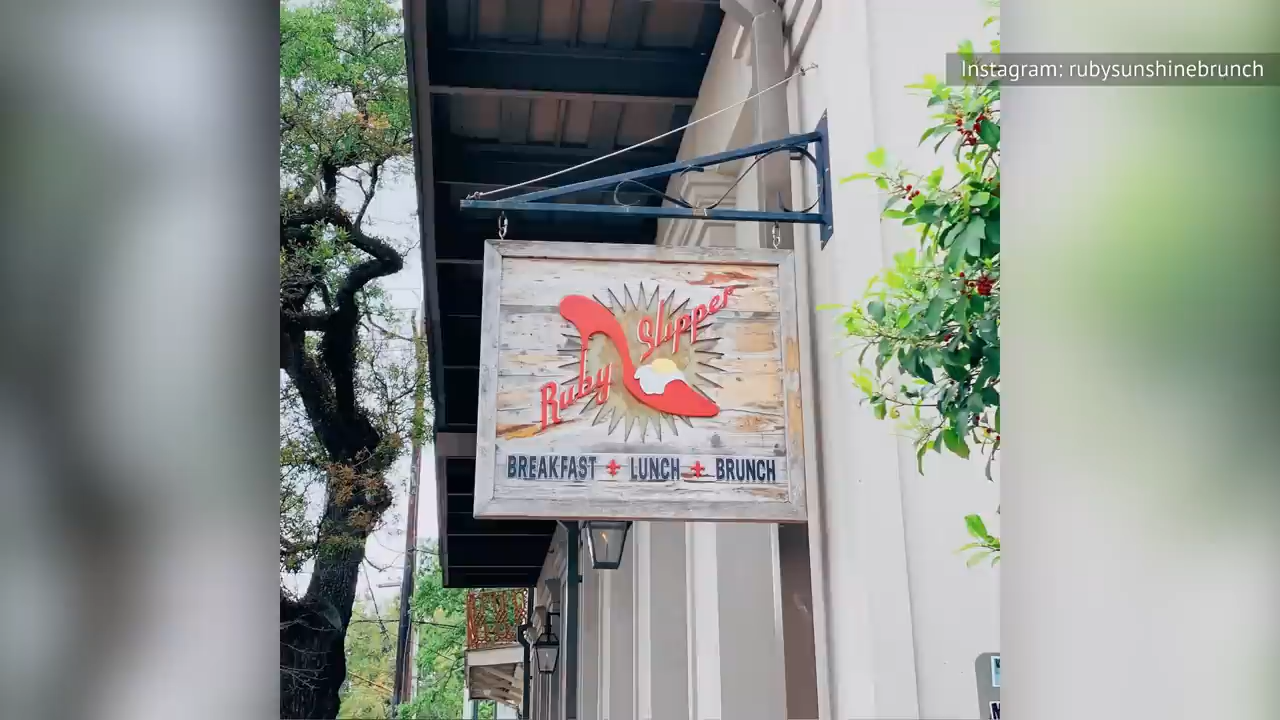 Instagram: rubysunshinebrunch
Ruby Slipper
BREAKFAST + LUNCH + BRUNCH